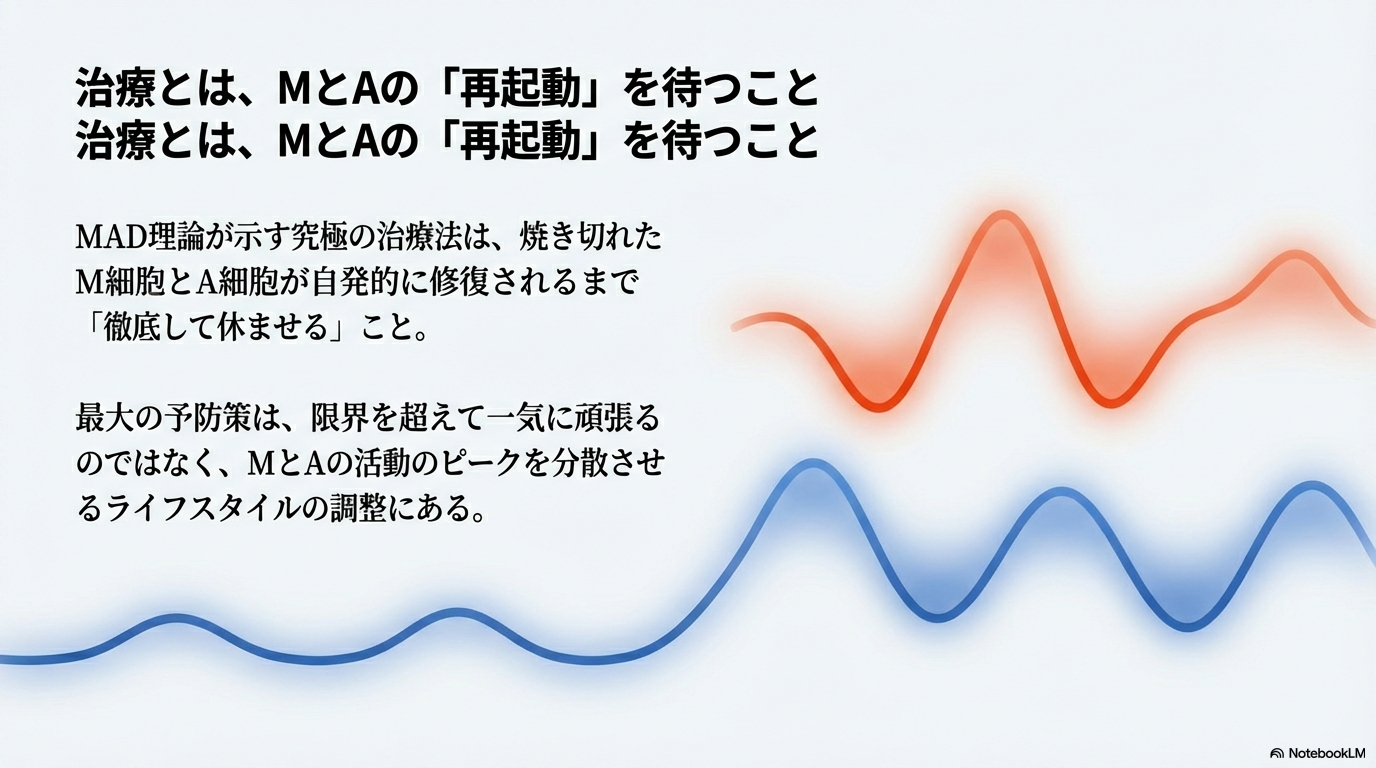 治療とは、MとAの「再起動」を待つこと
治療とは、MとAの「再起動」を待つこと
MAD理論が示す究極の治療法は、焼き切れた
M細胞とA細胞が自発的に修復されるまで
「徹底して休ませる」こと。
最大の予防策は、限界を超えて一気に頑張る
のではなく、MとAの活動のピークを分散させ
るライフスタイルの調整にある。
NotebookLM